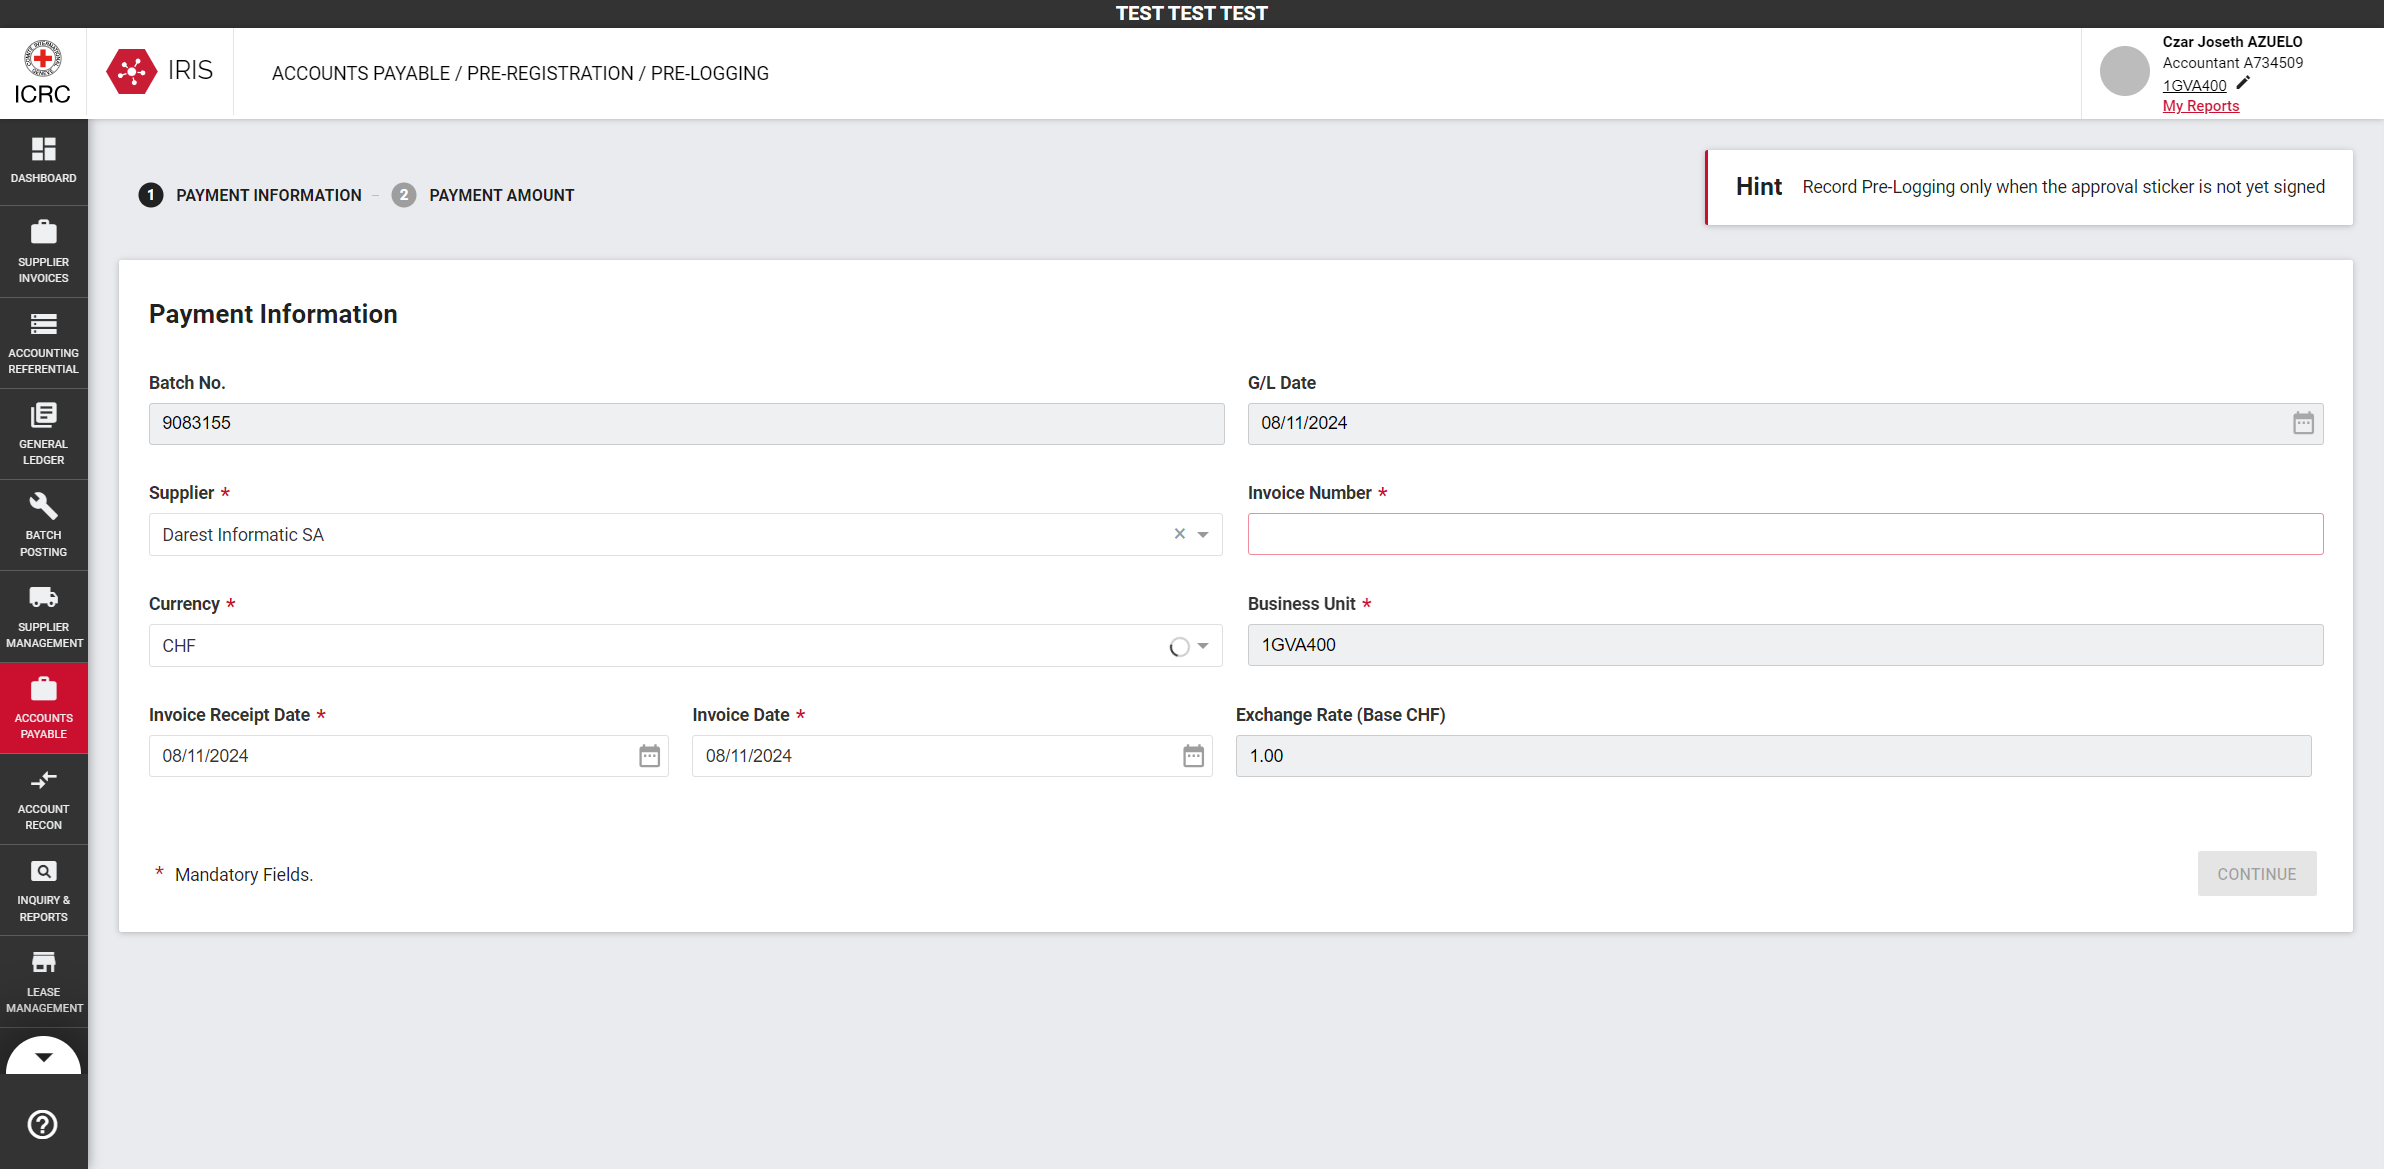 TEST TEST TEST
ICRC
IRIS
ACCOUNTS PAYABLE / PRE-REGISTRATION / PRE-LOGGING
Czar Joseth AZUELO
Accountant A734509
1GVA400
My Reports
DASHBOARD
SUPPLIER
INVOICES
ACCOUNTING
REFERENTIAL
GENERAL
LEDGER
BATCH
POSTING
SUPPLIER
MANAGEMENT
ACCOUNTS
PAYABLE
ACCOUNT
RECON
INQUIRY &
REPORTS
LEASE
MANAGEMENT
1 PAYMENT INFORMATION – 2 PAYMENT AMOUNT
Hint Record Pre-Logging only when the approval sticker is not yet signed
Payment Information
Batch No.
9083155
G/L Date
08/11/2024
Supplier *
Darest Informatic SA
Invoice Number *
Currency *
CHF
Business Unit *
1GVA400
Invoice Receipt Date *
08/11/2024
Invoice Date *
08/11/2024
Exchange Rate (Base CHF)
1.00
* Mandatory Fields.
CONTINUE